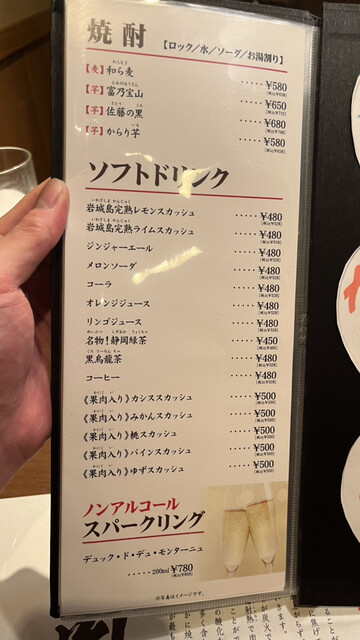 焼酎 【ロック／水／ソーダ／お湯割り】
【麦】和ら麦 ‥‥‥ ¥580
【芋】富乃宝山 ‥‥‥ ¥650
【芋】佐藤の黒 ‥‥‥ ¥680
【芋】からり芋 ‥‥‥ ¥580
ソフトドリンク
岩城島完熟レモンスカッシュ ‥‥‥ ¥480
岩城島完熟ライムスカッシュ ‥‥‥ ¥480
ジンジャーエール ‥‥‥ ¥480
メロンソーダ ‥‥‥ ¥480
コーラ ‥‥‥ ¥480
オレンジジュース ‥‥‥ ¥480
リンゴジュース ‥‥‥ ¥480
名物！静岡緑茶 ‥‥‥ ¥450
黒烏龍茶 ‥‥‥ ¥480
コーヒー ‥‥‥ ¥480
《果肉入り》カシススカッシュ ‥‥‥ ¥500
《果肉入り》みかんスカッシュ ‥‥‥ ¥500
《果肉入り》桃スカッシュ ‥‥‥ ¥500
《果肉入り》パインスカッシュ ‥‥‥ ¥500
《果肉入り》ゆずスカッシュ ‥‥‥ ¥500
ノンアルコール
スパークリング
デュック・ド・デュ・モンターニュ
‥‥‥ 200ml ¥780
※写真はイメージです。